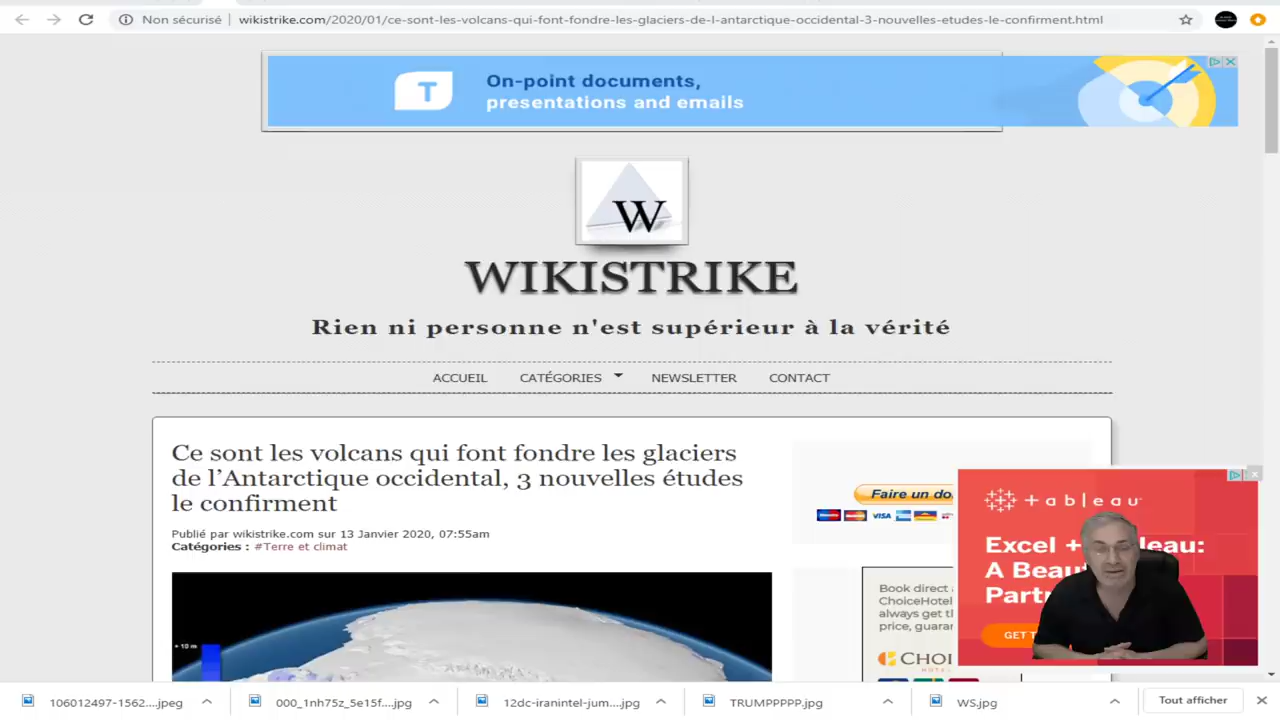 Non sécurisé | wikistrike.com/2020/01/ce-sont-les-volcans-qui-font-fondre-les-glaciers-de-l-antarctique-occidental-3-nouvelles-etudes-le-confirment.html
T
On-point documents,
presentations and emails
W
WIKISTRIKE
Rien ni personne n'est supérieur à la vérité
ACCUEIL CATÉGORIES NEWSLETTER CONTACT
Ce sont les volcans qui font fondre les glaciers
de l'Antarctique occidental, 3 nouvelles études
le confirment
Publié par wikistrike.com sur 13 Janvier 2020, 07:55am
Catégories : #Terre et climat
+ 10 m
Faire un do
VISA
Book direct a
ChoiceHotel
always get th
price, guarar
CHOI
+ a b | e a u
Excel + leau:
A Beau
Partn
GET T
106012497-1562....jpeg
000_1nh75z_5e15f....jpg
12dc-iranintel-jum....jpg
TRUMPPPPP.jpg
WS.jpg
Tout afficher